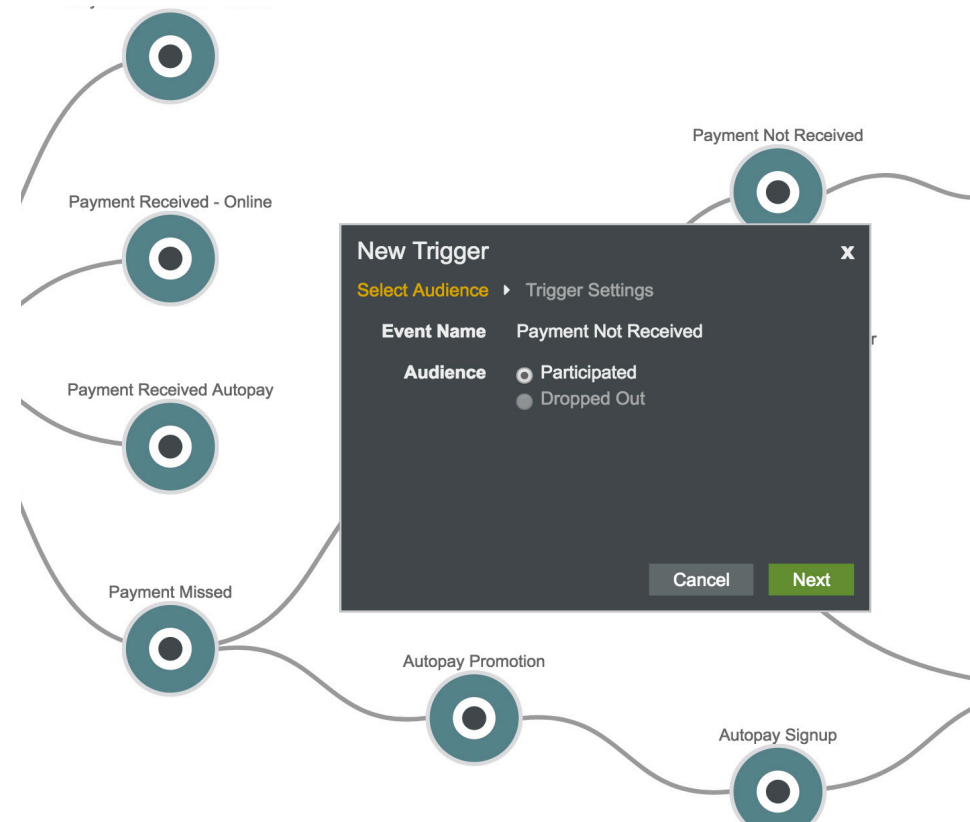 Payment Not Received
Payment Received - Online
New Trigger x
Select Audience Trigger Settings
Event Name Payment Not Received
r
Audience Participated
Payment Received Autopay
Dropped Out
Cancel Next
Payment Missed
Autopay Promotion
Autopay Signup